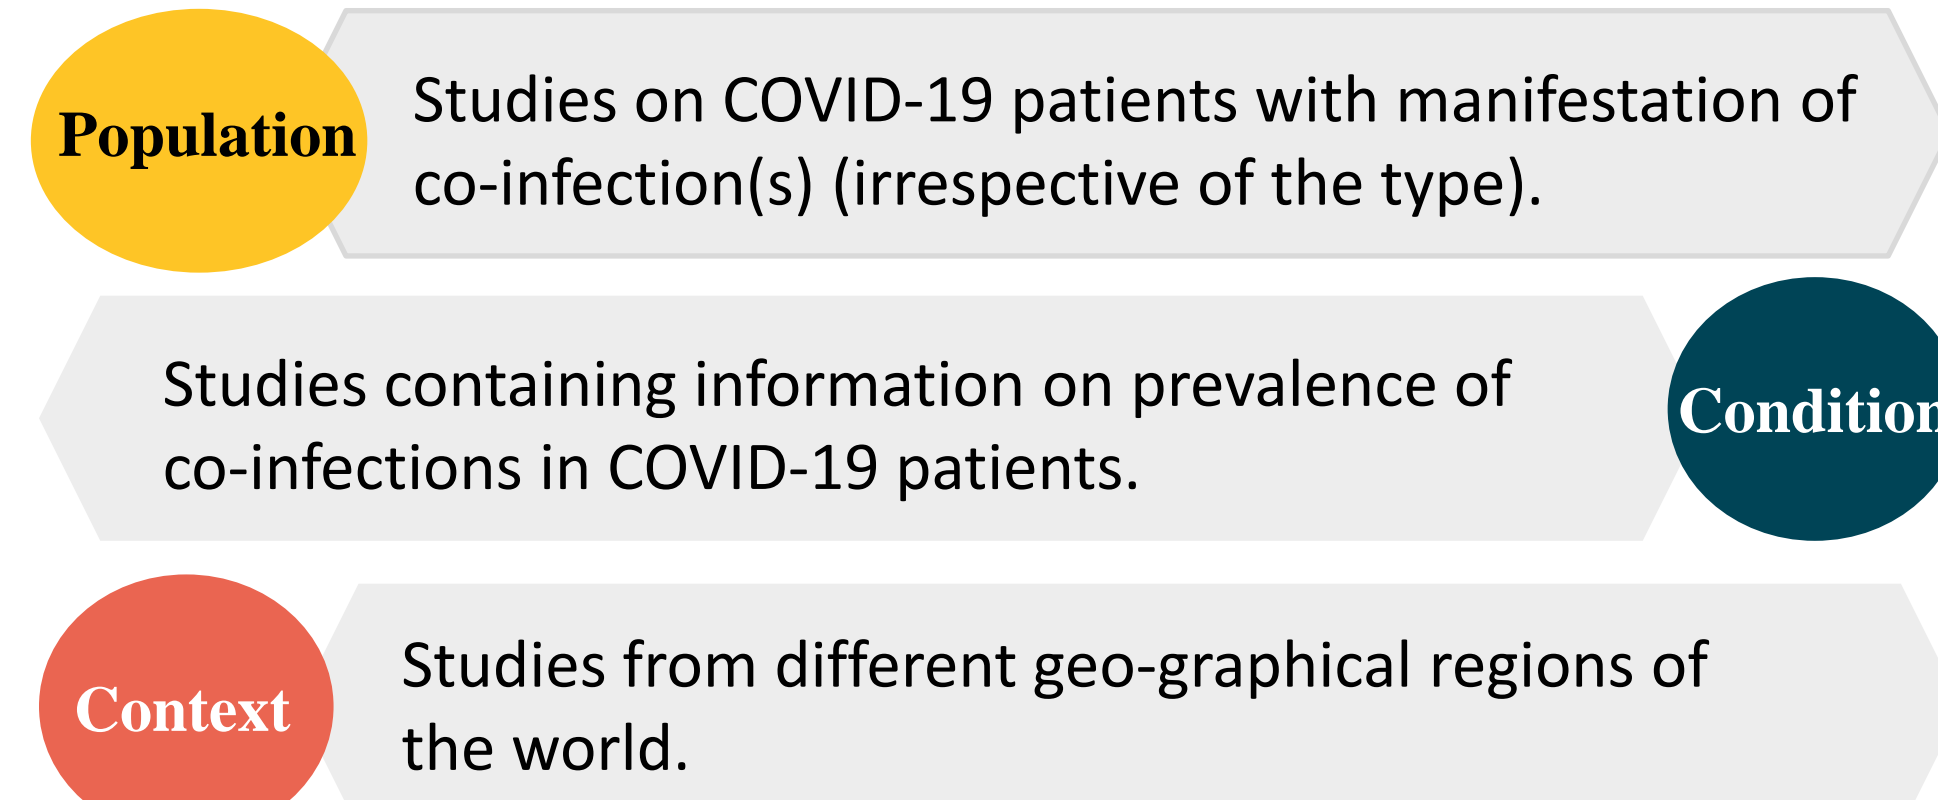 Population
Studies on COVID-19 patients with manifestation of
co-infection(s) (irrespective of the type).
Studies containing information on prevalence of
co-infections in COVID-19 patients.
Condition
Context
Studies from different geo-graphical regions of
the world.